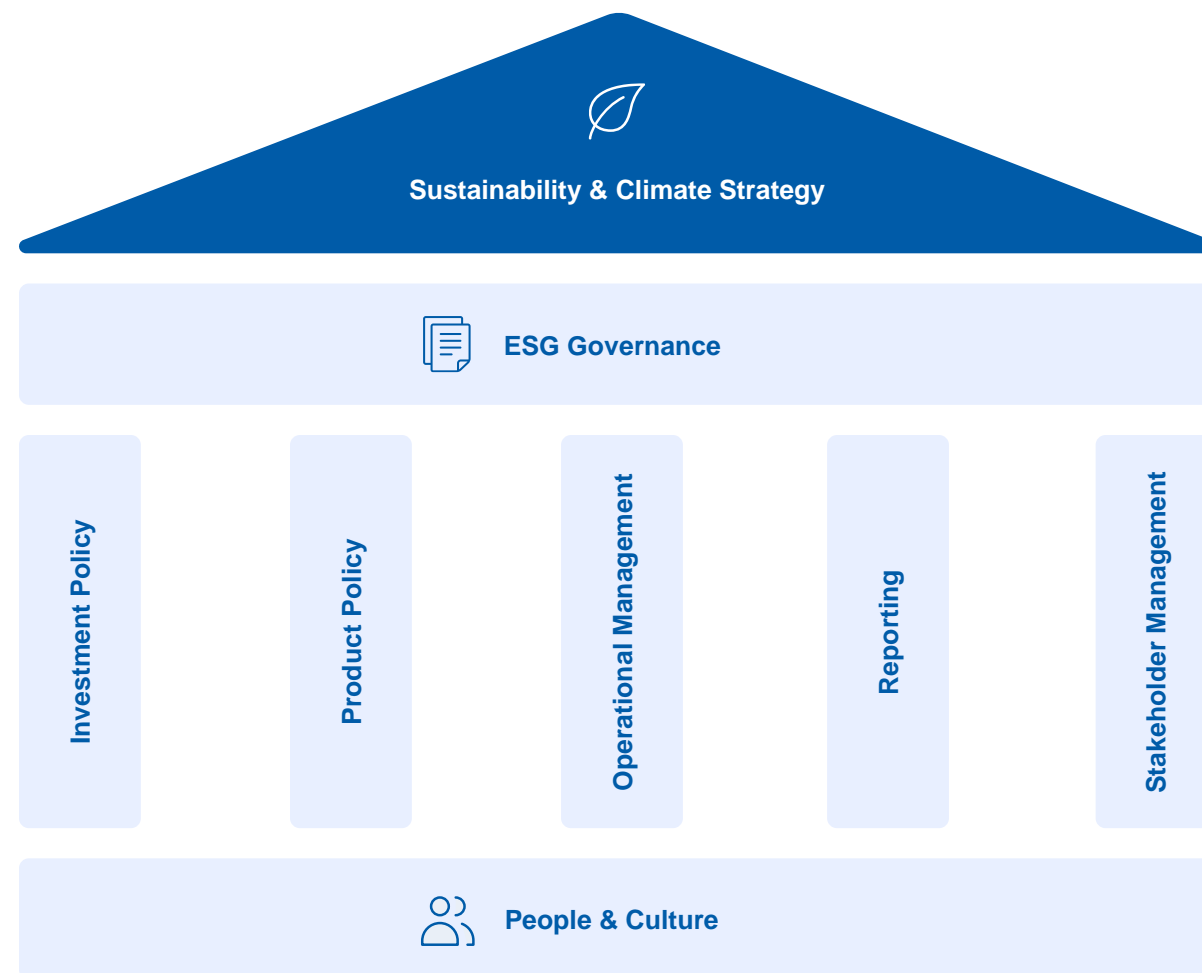 Sustainability & Climate Strategy
ESG Governance
Investment Policy
Product Policy
Operational Management
Reporting
Stakeholder Management
People & Culture